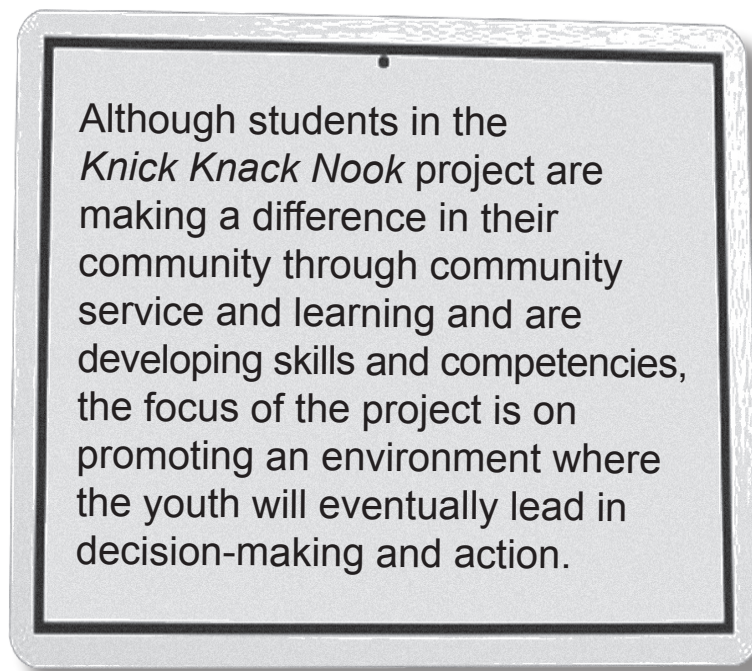 Although students in the
Knick Knack Nook project are
making a difference in their
community through community
service and learning and are
developing skills and competencies,
the focus of the project is on
promoting an environment where
the youth will eventually lead in
decision-making and action.